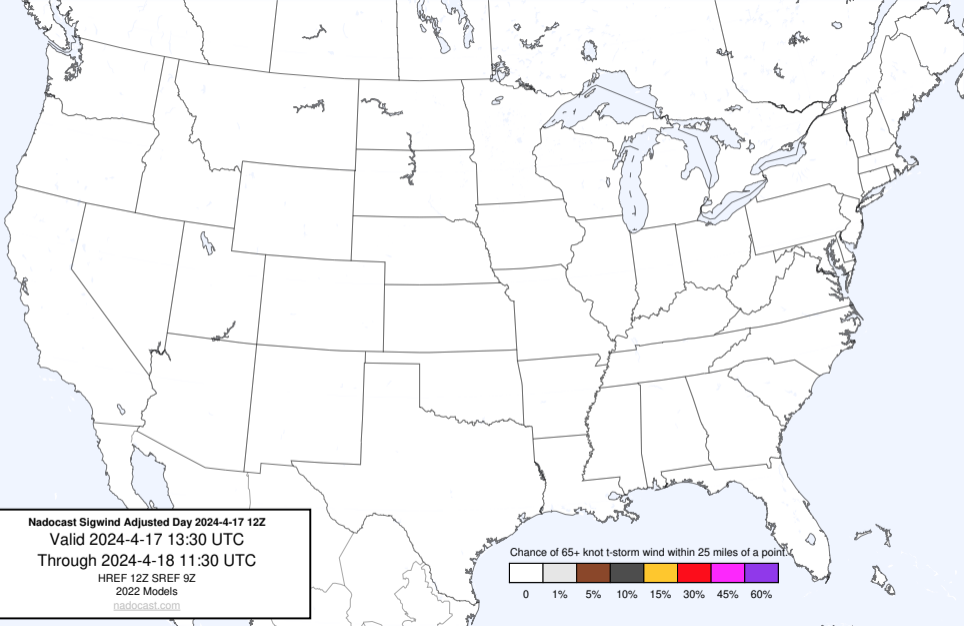 Nadocast Sigwind Adjusted Day 2024-4-17 12Z
Valid 2024-4-17 13:30 UTC
Through 2024-4-18 11:30 UTC
HREF 12Z SREF 9Z
2022 Models
nadocast.com
Chance of 65+ knot t-storm wind within 25 miles of a point.
0 1% 5% 10% 15% 30% 45% 60%